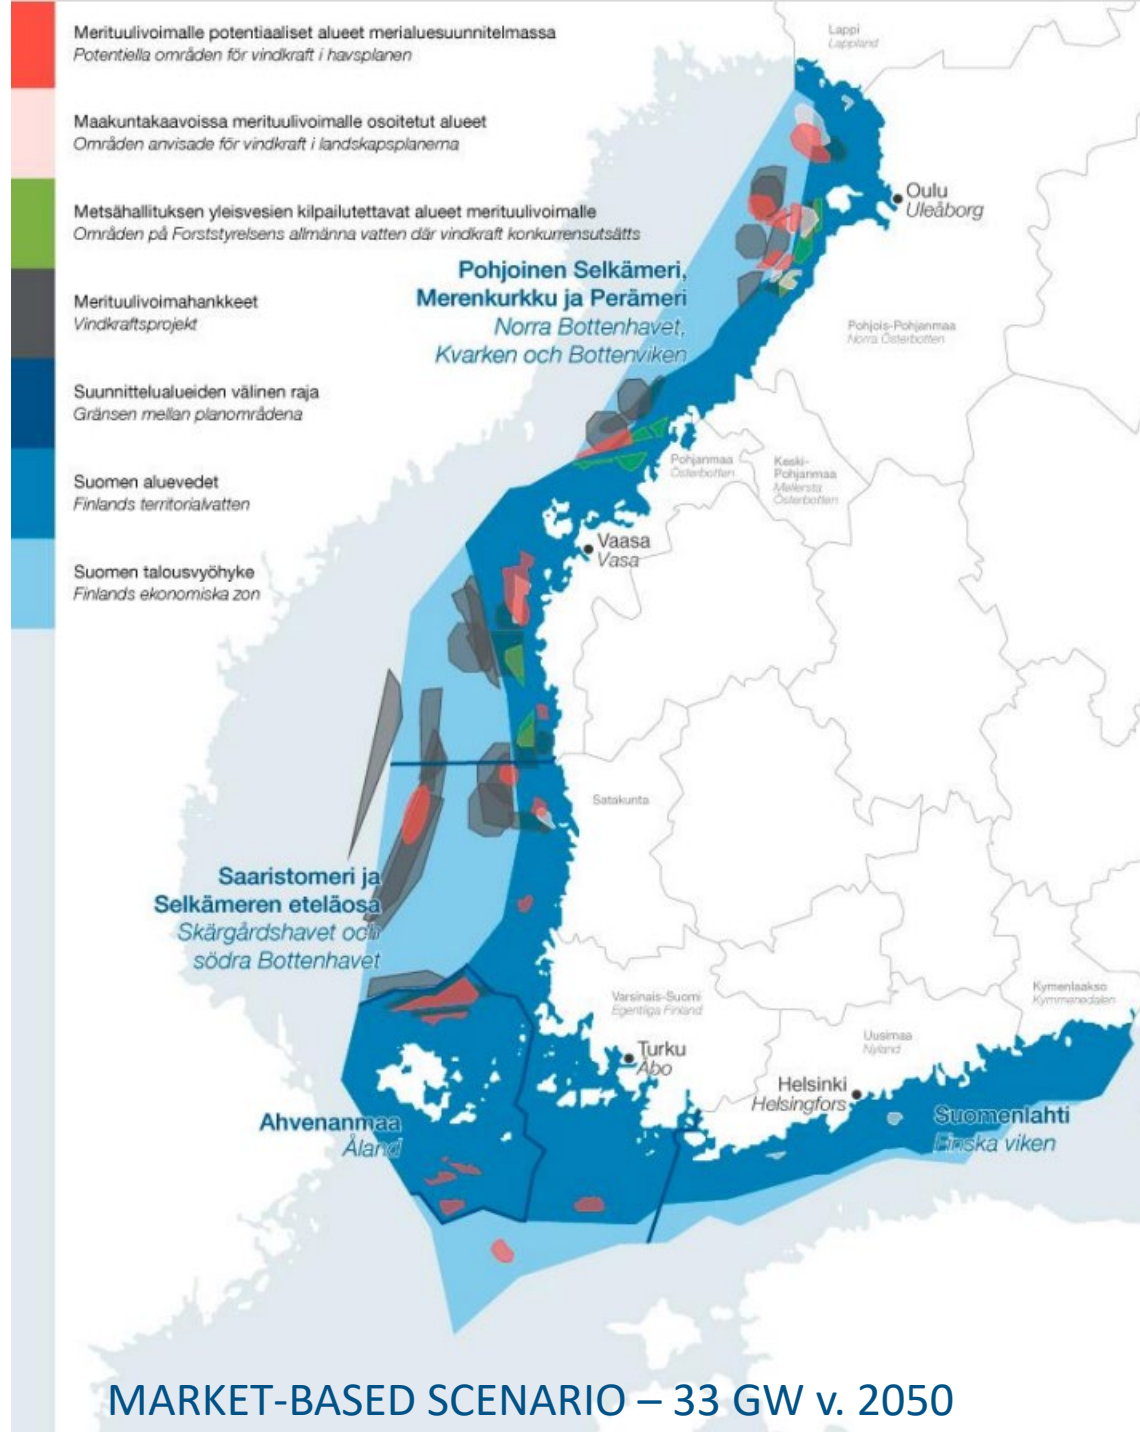 Merituulivoimalle potentiaaliset alueet merialuesuunnitelmassa
Potentiella områden för vindkraft i havsplanen
Maakuntakaavoissa merituulivoimalle osoitetut alueet
Områden anvisade för vindkraft i landskapsplanerna
Metsähallituksen yleisvesien kilpailutettavat alueet merituulivoimalle
Områden på Forststyrelsens allmänna vatten där vindkraft konkurrensutsätts
Merituulivoimahankkeet
Vindkraftsprojekt
Suunnittelualueiden välinen raja
Gränsen mellan planområdena
Suomen aluevedet
Finlands territorialvatten
Suomen talousvyöhyke
Finlands ekonomiska zon
Lappi
Lappland
Oulu
Uleåborg
Pohjoinen Selkämeri,
Merenkurkku ja Perämeri
Norra Bottenhavet,
Kvarken och Bottenviken
Pohjois-Pohjanmaa
Norra Österbotten
Pohjanmaa
Österbotten
Keski-
Pohjanmaa
Mellersta
Österbotten
Vaasa
Vasa
Satakunta
Saaristomeri ja
Selkämeren eteläosa
Skärgårdshavet och
södra Bottenhavet
Varsinais-Suomi
Egentliga Finland
Kymenlaakso
Kymmenedalen
Uusimaa
Nyland
Turku
Åbo
Helsinki
Helsingfors
Ahvenanmaa
Åland
Suomenlahti
Finska viken
MARKET-BASED SCENARIO – 33 GW v. 2050